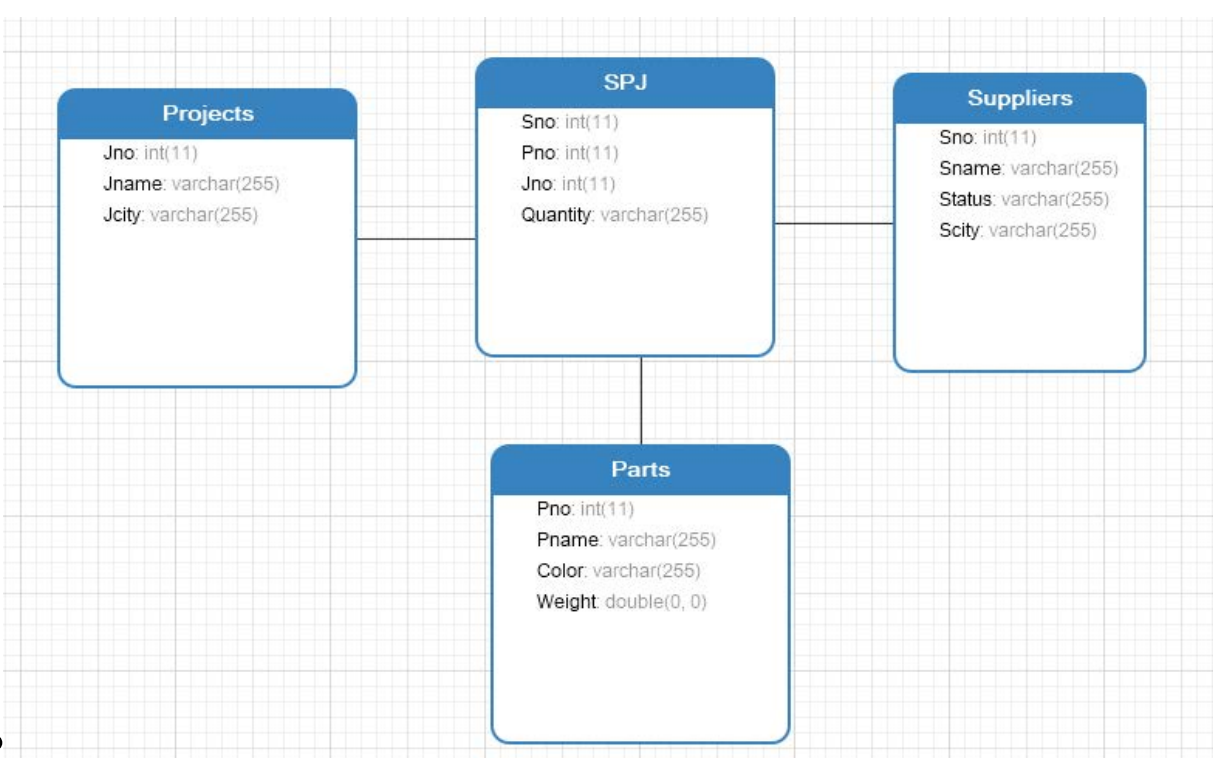 Projects
Jno: int(11)
Jname: varchar(255)
Jcity: varchar(255)
SPJ
Sno: int(11)
Pno: int(11)
Jno: int(11)
Quantity: varchar(255)
Suppliers
Sno: int(11)
Sname: varchar(255)
Status: varchar(255)
Scity: varchar(255)
Parts
Pno: int(11)
Pname: varchar(255)
Color: varchar(255)
Weight: double(0, 0)